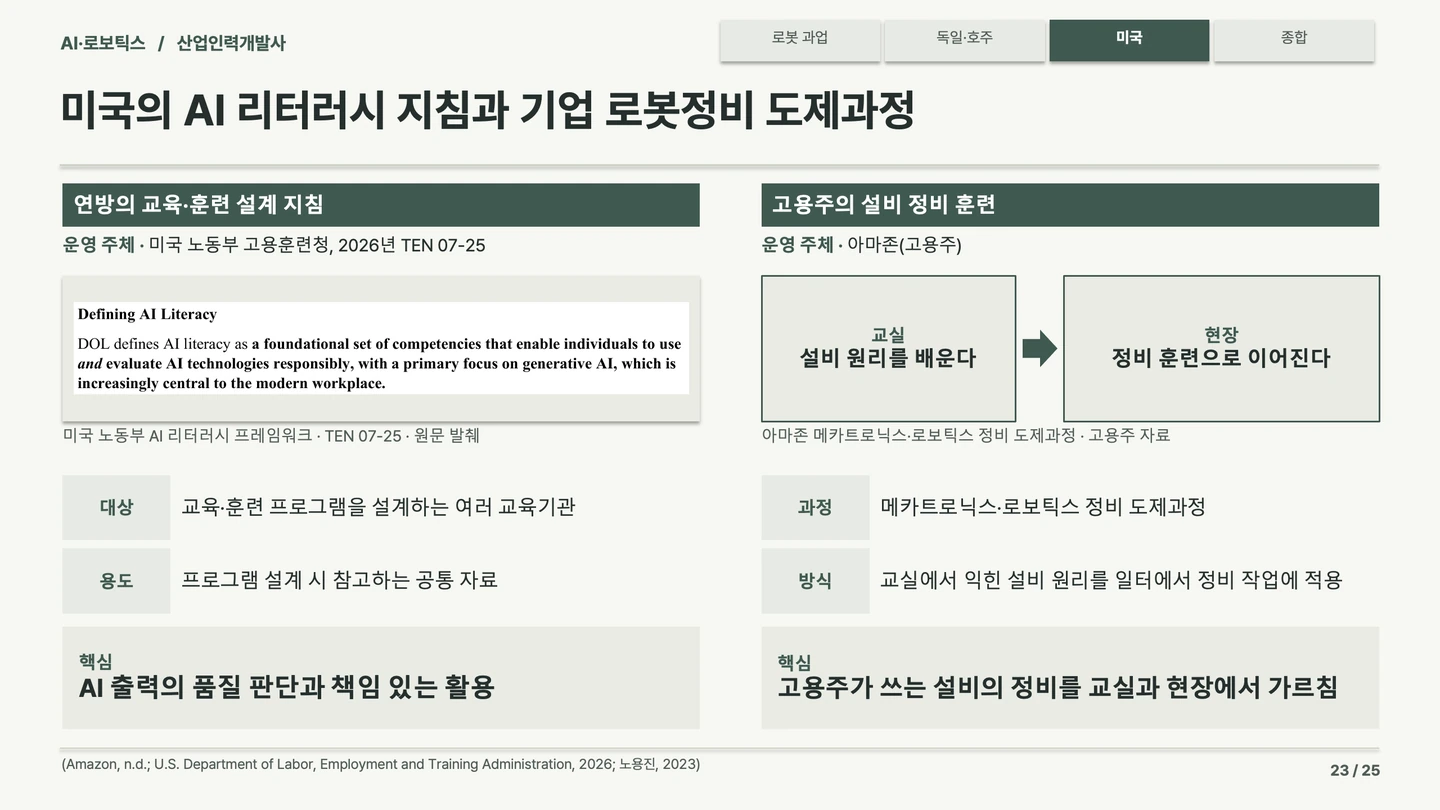 AI·로보틱스 / 산업인력개발사
로봇 과업
독일·호주
미국
종합
미국의 AI 리터러시 지침과 기업 로봇정비 도제과정
연방의 교육·훈련 설계 지침
운영 주체 · 미국 노동부 고용훈련청, 2026년 TEN 07-25
Defining AI Literacy
DOL defines AI literacy as a foundational set of competencies that enable individuals to use
and evaluate AI technologies responsibly, with a primary focus on generative AI, which is
increasingly central to the modern workplace.
미국 노동부 AI 리터러시 프레임워크 · TEN 07-25 · 원문 발췌
대상
교육·훈련 프로그램을 설계하는 여러 교육기관
용도
프로그램 설계 시 참고하는 공통 자료
핵심
AI 출력의 품질 판단과 책임 있는 활용
고용주의 설비 정비 훈련
운영 주체 · 아마존(고용주)
교실
설비 원리를 배운다
현장
정비 훈련으로 이어진다
아마존 메카트로닉스·로보틱스 정비 도제과정 · 고용주 자료
과정
메카트로닉스·로보틱스 정비 도제과정
방식
교실에서 익힌 설비 원리를 일터에서 정비 작업에 적용
핵심
고용주가 쓰는 설비의 정비를 교실과 현장에서 가르침
(Amazon, n.d.; U.S. Department of Labor, Employment and Training Administration, 2026; 노용진, 2023)
23 / 25